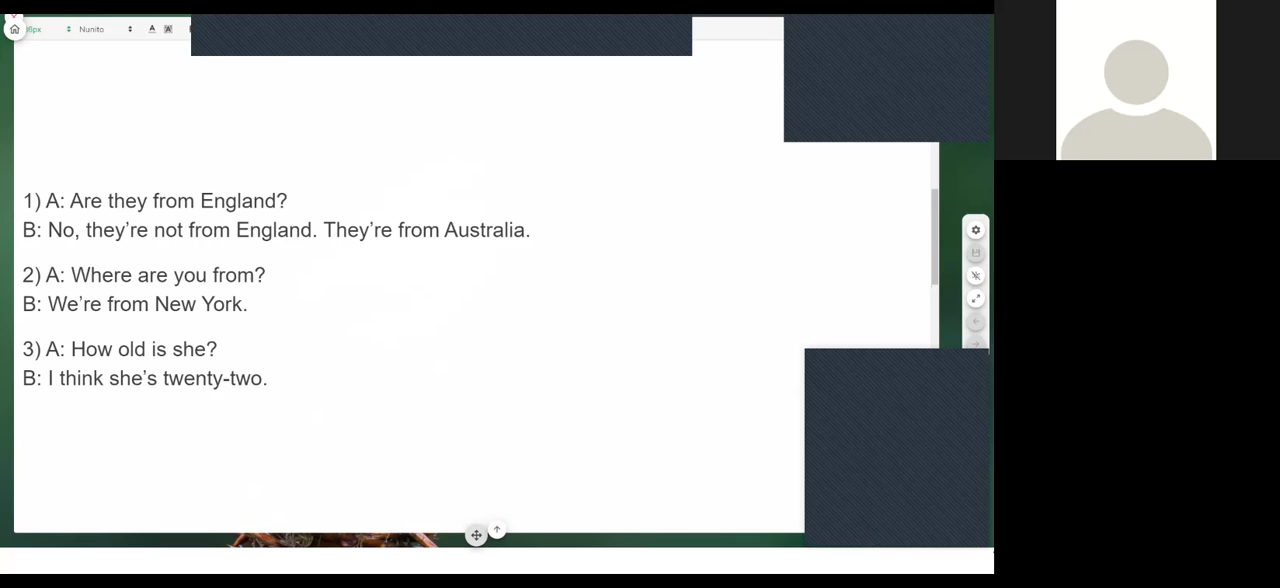 Nunito
1) A: Are they from England?
B: No, they’re not from England. They’re from Australia.
2) A: Where are you from?
B: We’re from New York.
3) A: How old is she?
B: I think she’s twenty-two.